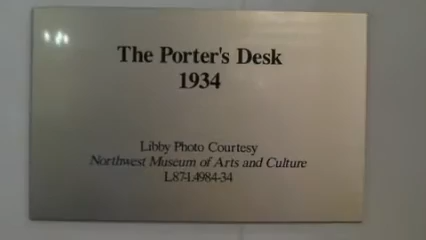 The Porter's Desk
1934
Libby Photo Courtesy
Northwest Museum of Arts and Culture
L87-1.4984-34